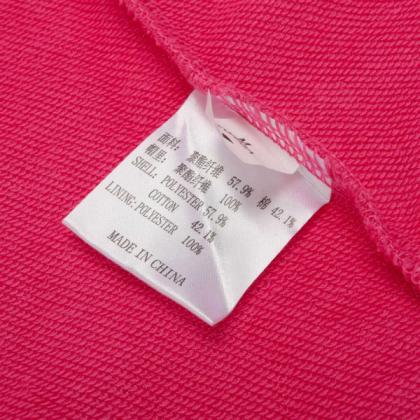 面料: 聚酯纤维 57.9% 棉 42.1%
帽里: 聚酯纤维 100%
SHELL: POLYESTER 57.9%
COTTON 42.1%
LINING:POLYESTER 100%
MADE IN CHINA